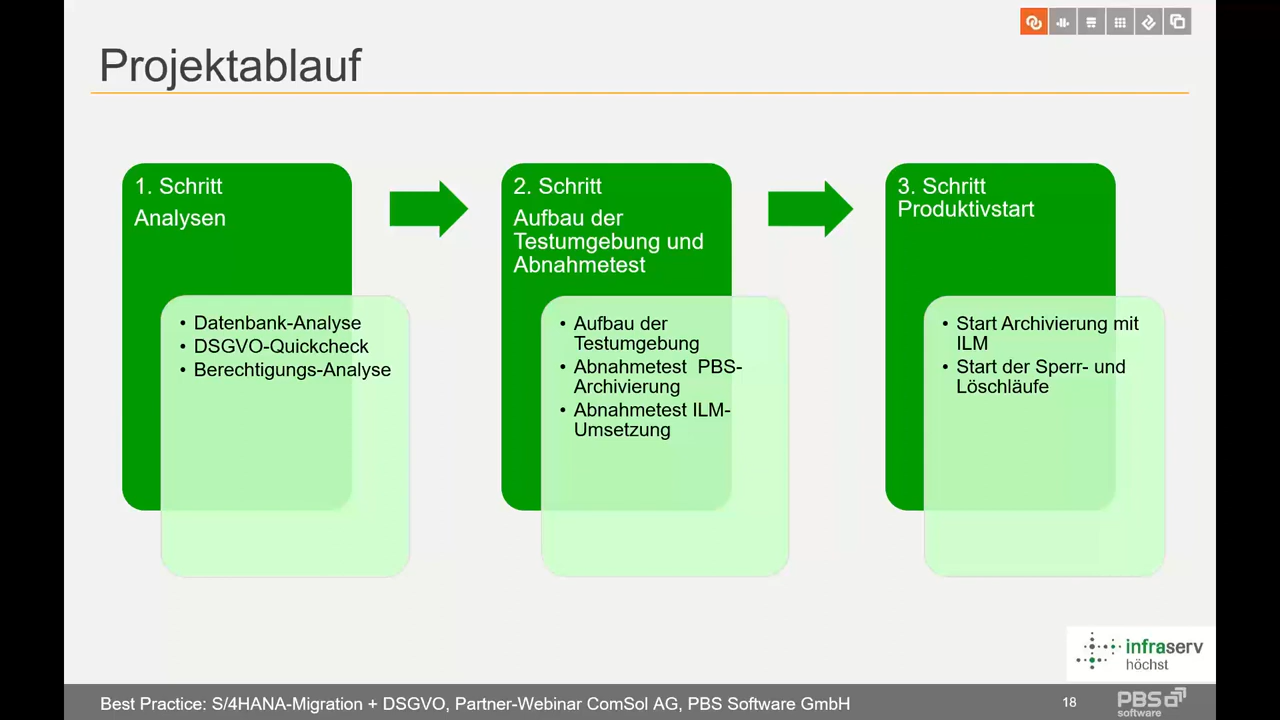 Projektablauf
1. Schritt
Analysen
• Datenbank-Analyse
• DSGVO-Quickcheck
• Berechtigungs-Analyse
2. Schritt
Aufbau der
Testumgebung und
Abnahmetest
• Aufbau der
Testumgebung
• Abnahmetest PBS-
Archivierung
• Abnahmetest ILM-
Umsetzung
3. Schritt
Produktivstart
• Start Archivierung mit
ILM
• Start der Sperr- und
Löschläufe
infraserv
höchst
Best Practice: S/4HANA-Migration + DSGVO, Partner-Webinar ComSol AG, PBS Software GmbH
18
PBS
software